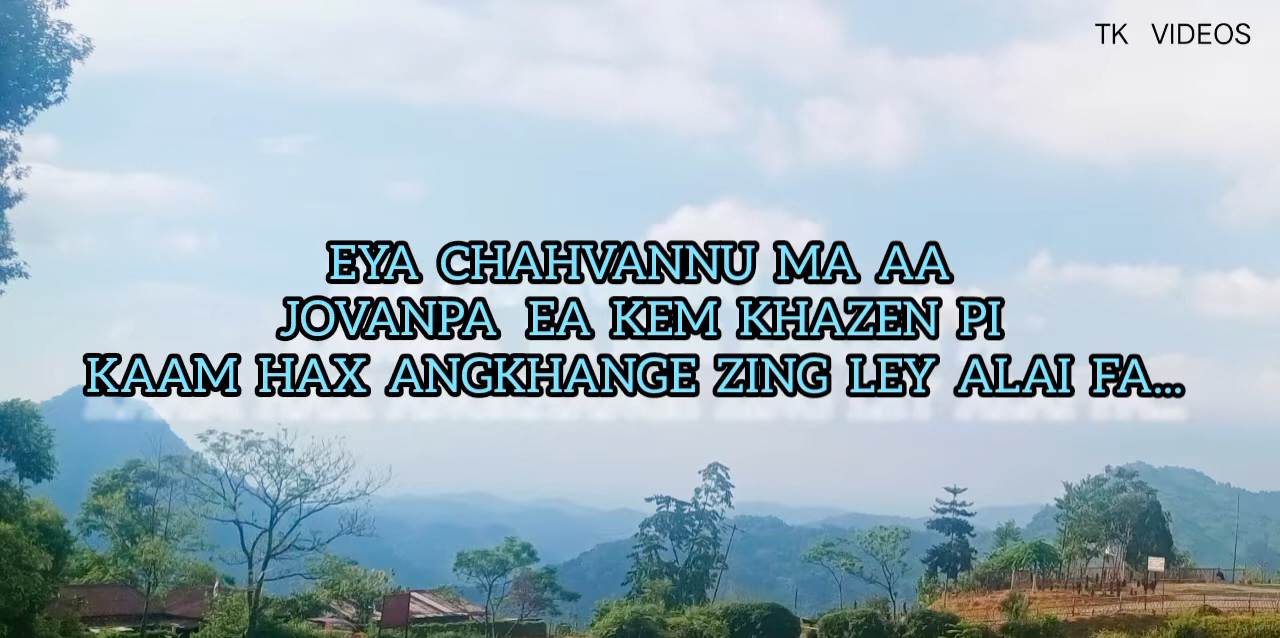 TK VIDEOS
EYA CHAHVANNU MA AA
JOVANPA EA KEM KHAZEN PI
KAAM HAX ANGKHANGE ZING LEY ALAI FA...